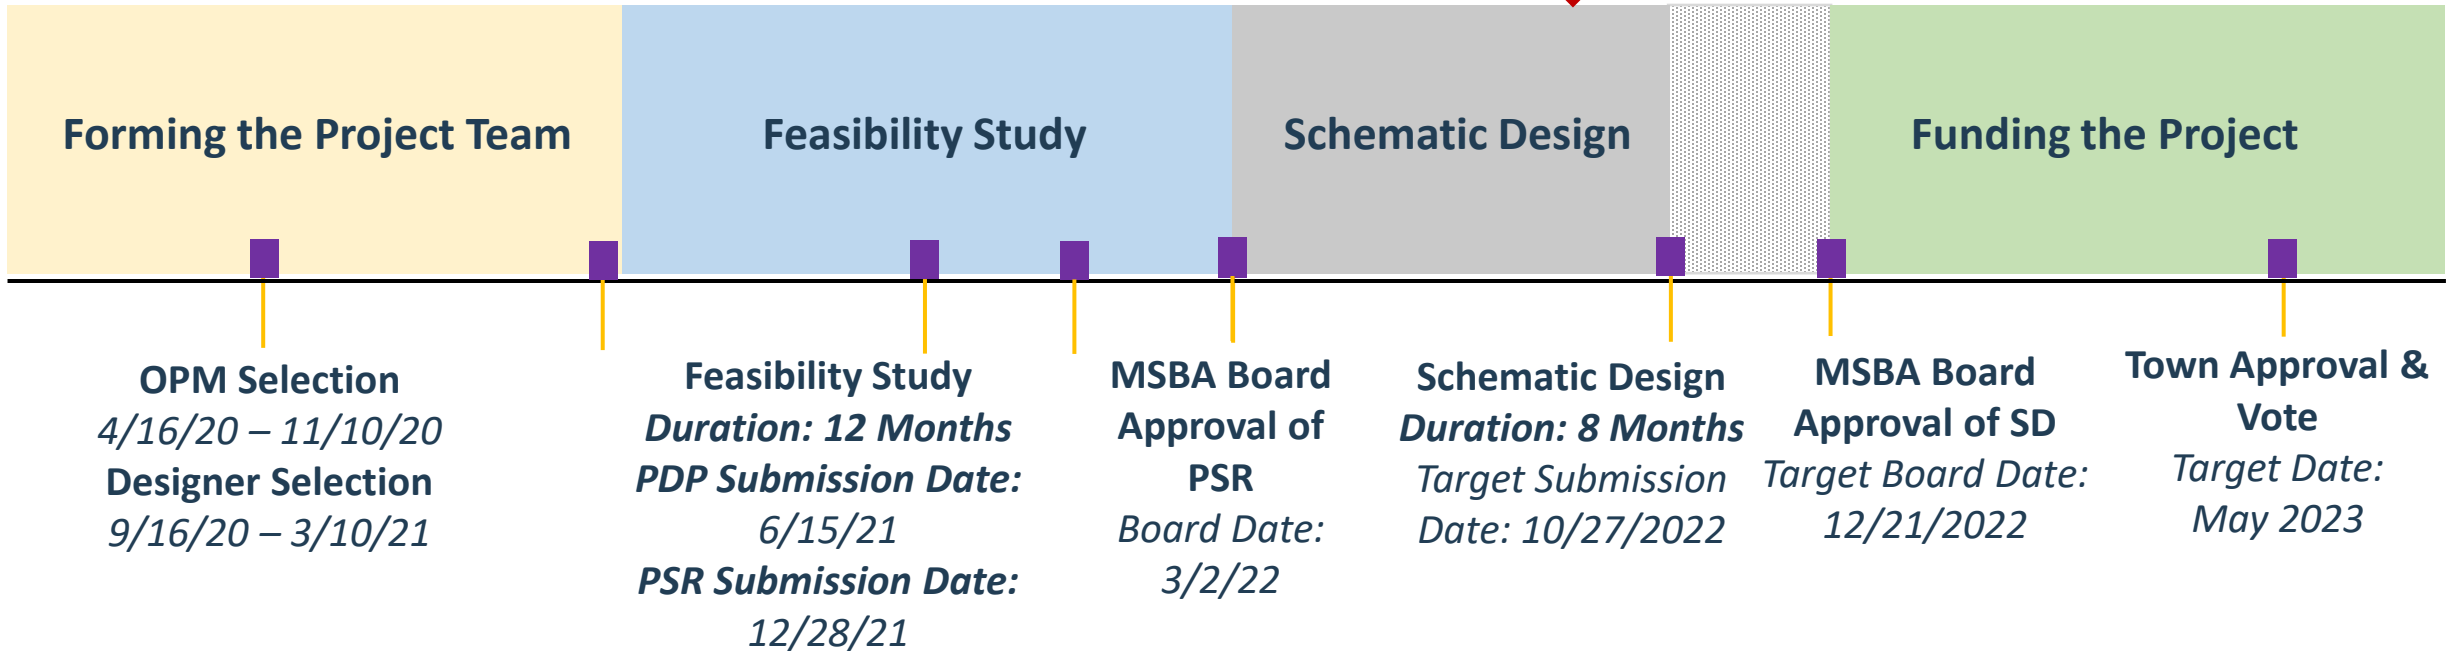 Forming the Project Team
Feasibility Study
Schematic Design
Funding the Project
OPM Selection
4/16/20 – 11/10/20
Designer Selection
9/16/20 – 3/10/21
Feasibility Study
Duration: 12 Months
PDP Submission Date:
6/15/21
PSR Submission Date:
12/28/21
MSBA Board
Approval of
PSR
Board Date:
3/2/22
Schematic Design
Duration: 8 Months
Target Submission
Date: 10/27/2022
MSBA Board
Approval of SD
Target Board Date:
12/21/2022
Town Approval &
Vote
Target Date:
May 2023